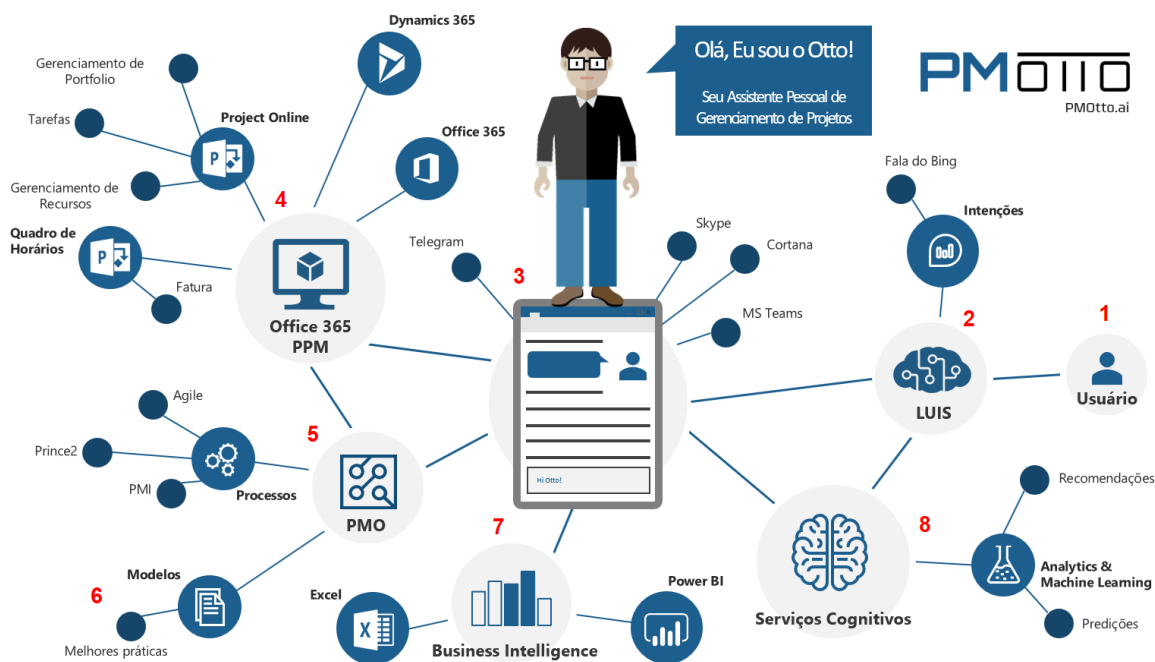 Dynamics 365
Olá, Eu sou o Otto!
Seu Assistente Pessoal de
Gerenciamento de Projetos
PMOTTO
PMOtto.ai
Gerenciamento de
Portfolio
Tarefas
Project Online
Office 365
Gerenciamento de
Recursos
4
Quadro de
Horários
Fatura
Office 365
PPM
Telegram
3
Skype
Cortana
MS Teams
Fala do Bing
Intenções
2
LUIS
1
Usuário
Agile
Prince2
PMI
Processos
5
PMO
Hi Otto!
Modelos
6
Melhores práticas
7
Excel
Power BI
Business Intelligence
8
Serviços Cognitivos
Recomendações
Analytics &
Machine Learning
Predições
P
P
X